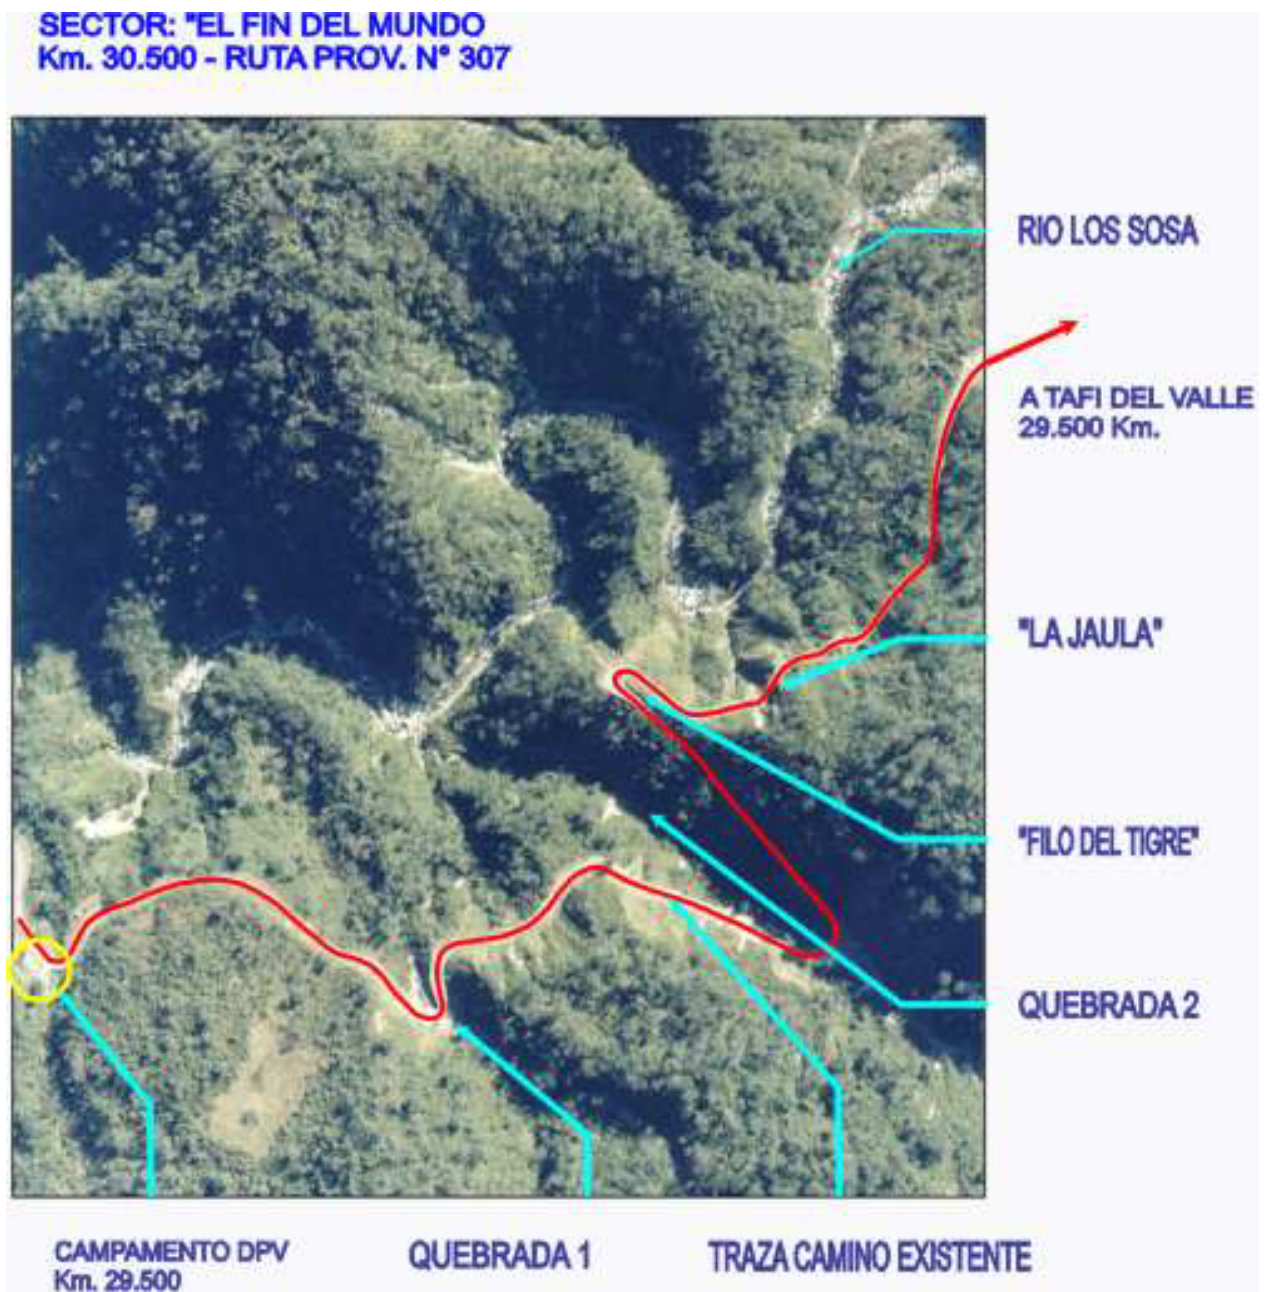 SECTOR: "EL FIN DEL MUNDO
Km. 30.500 - RUTA PROV. N° 307
RIO LOS SOSA
A TAFI DEL VALLE
29.500 Km.
"LA JAULA"
"FILO DEL TIGRE"
QUEBRADA 2
CAMPAMENTO DPV
Km. 29.500
QUEBRADA 1
TRAZA CAMINO EXISTENTE